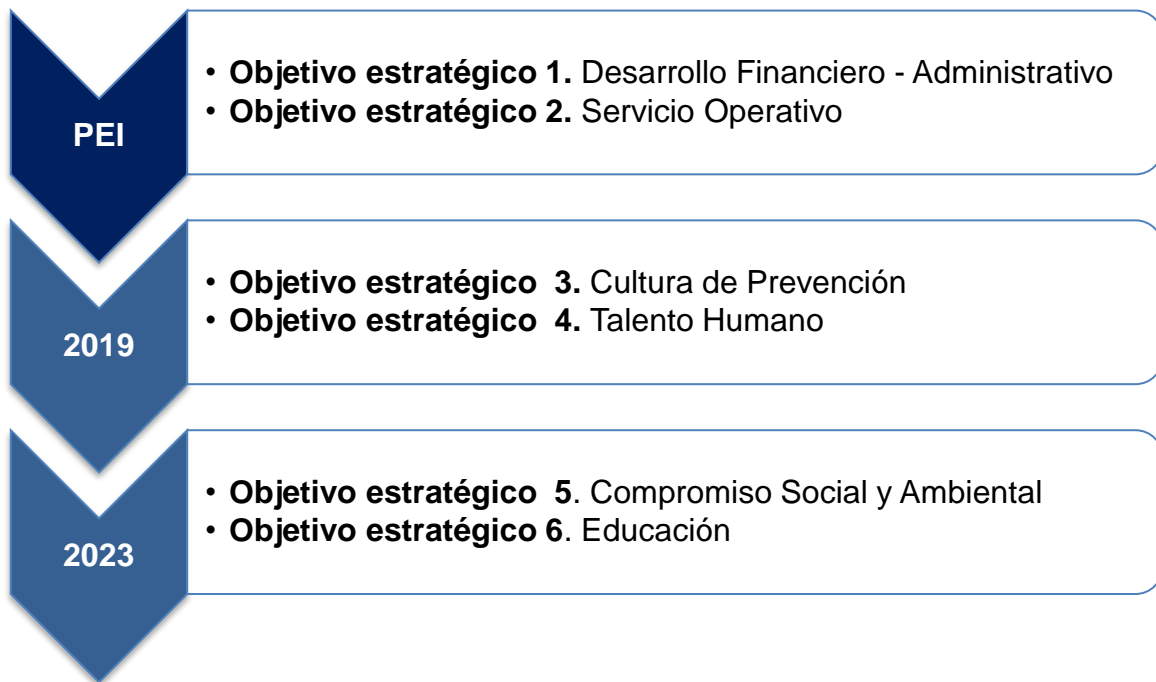 PEI
• Objetivo estratégico 1. Desarrollo Financiero - Administrativo
• Objetivo estratégico 2. Servicio Operativo
2019
• Objetivo estratégico  3. Cultura de Prevención
• Objetivo estratégico  4. Talento Humano
2023
• Objetivo estratégico  5. Compromiso Social y Ambiental
• Objetivo estratégico 6. Educación